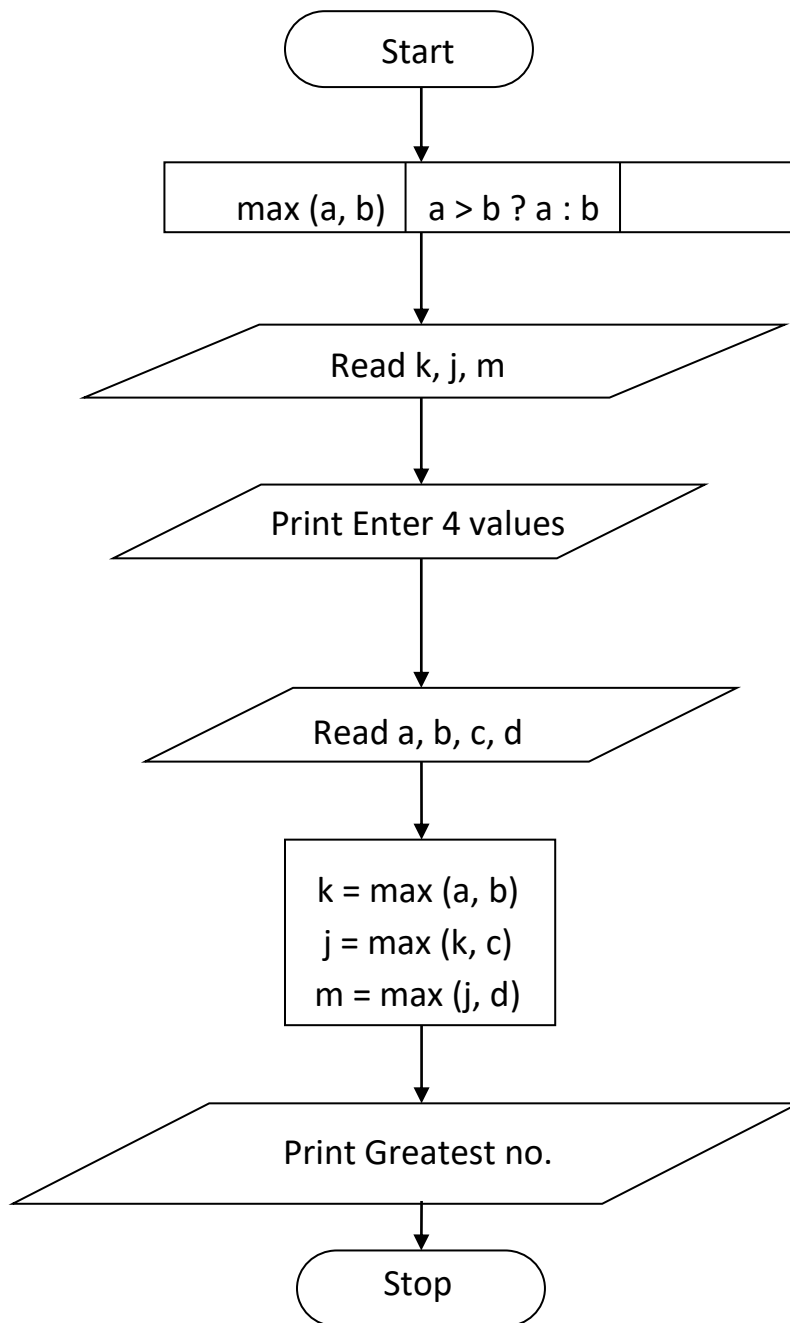 Start
max (a, b) a > b ? a : b
Read k, j, m
Print Enter 4 values
Read a, b, c, d
k = max (a, b)
j = max (k, c)
m = max (j, d)
Print Greatest no.
Stop